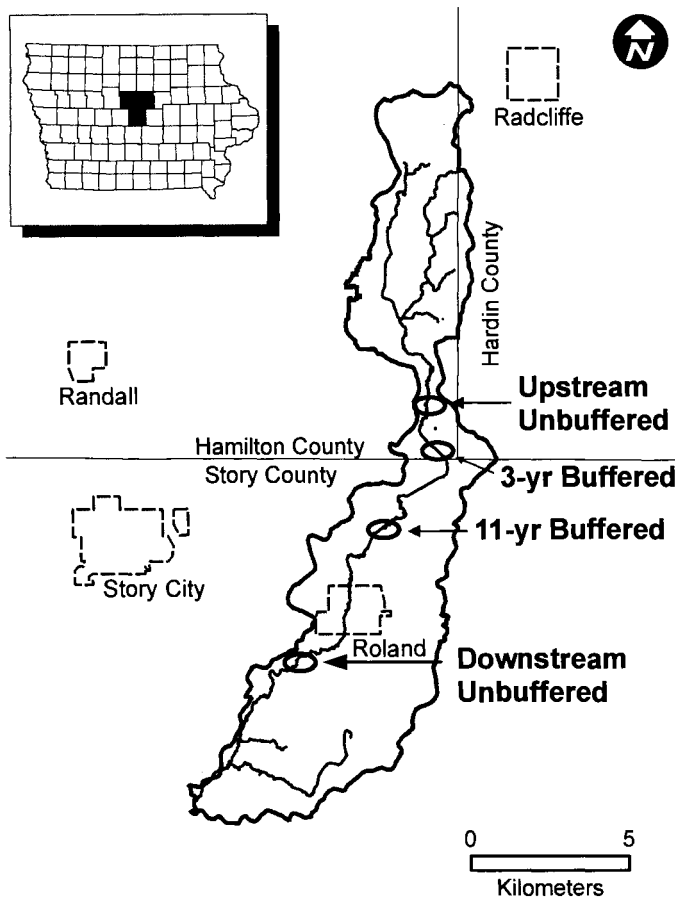 N
Radcliffe
Hardin County
Randall
Upstream
Unbuffered
Hamilton County
Story County
3-yr Buffered
11-yr Buffered
Story City
Roland
Downstream
Unbuffered
0 5
Kilometers